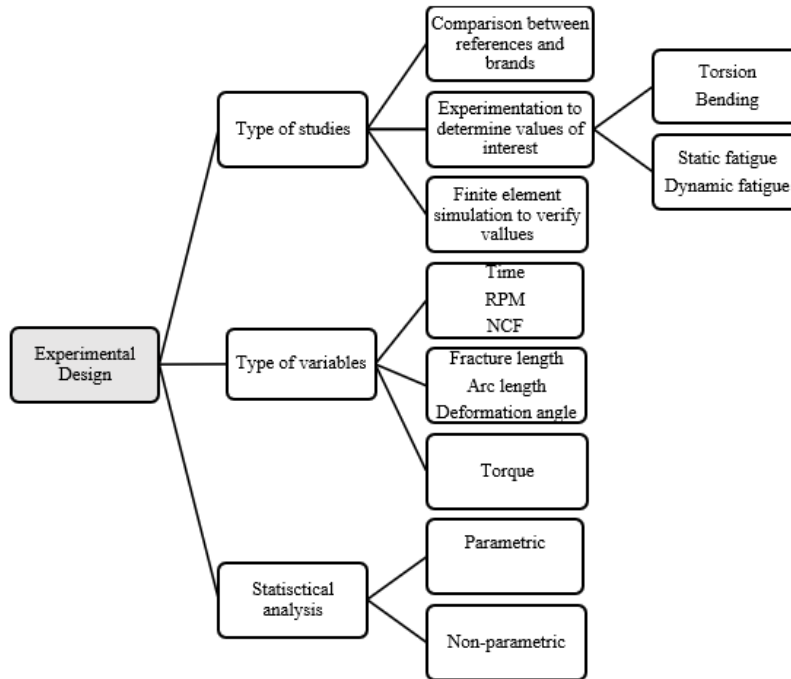 Experimental
Design
Type of studies
Comparison between
references and
brands
Experimentation to
determine values of
interest
Torsion
Bending
Static fatigue
Dynamic fatigue
Finite element
simulation to verify
vallues
Type of variables
Time
RPM
NCF
Fracture length
Arc length
Deformation angle
Torque
Statisctical
analysis
Parametric
Non-parametric